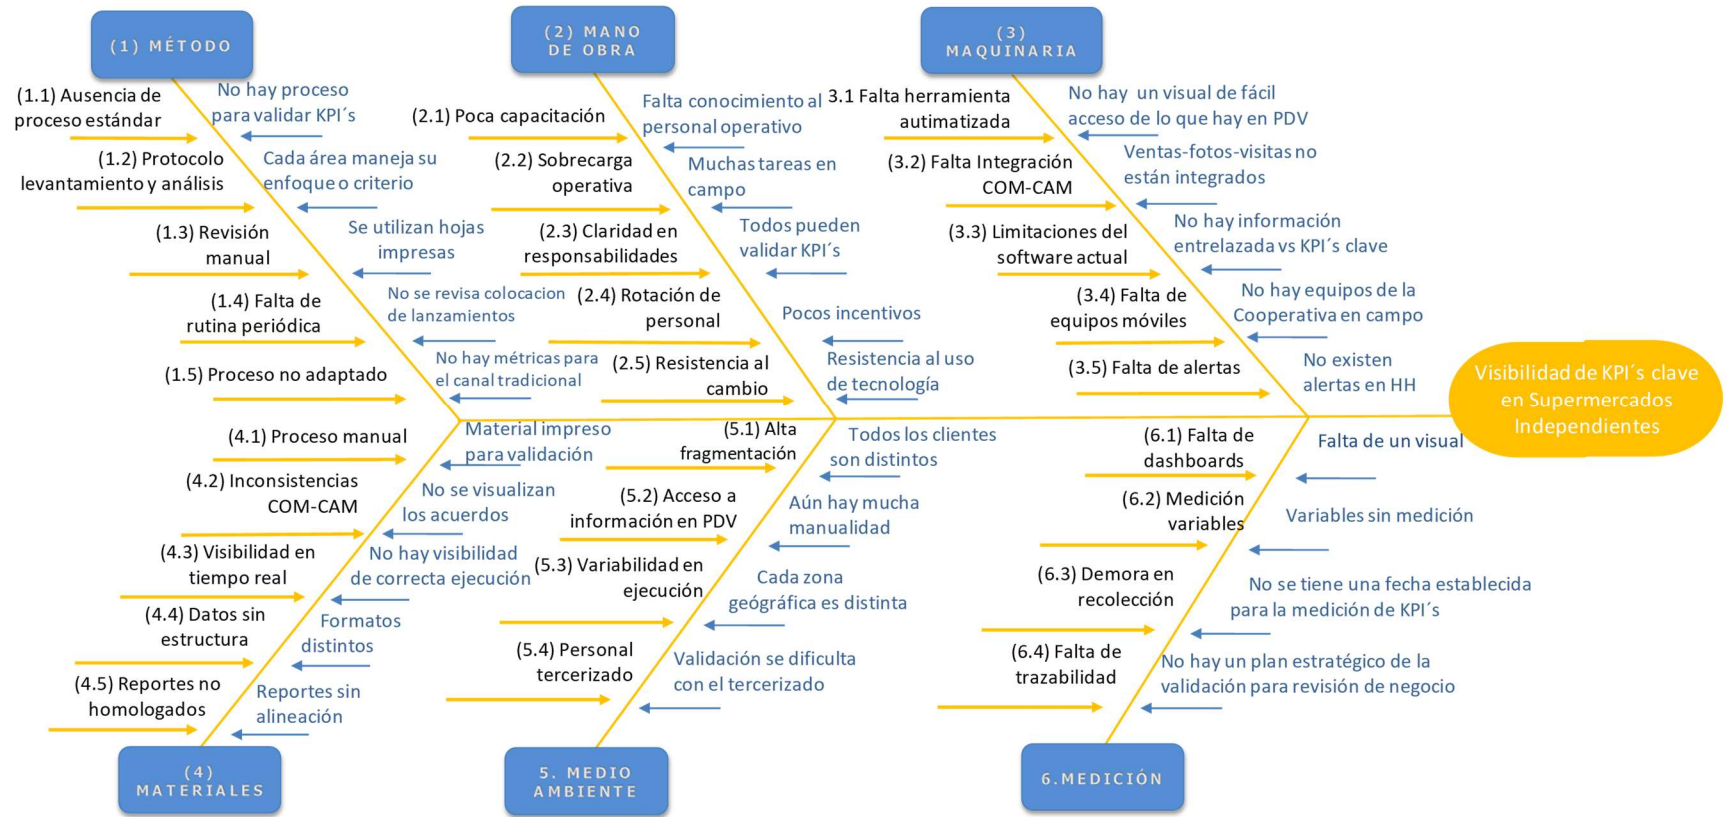 (1) MÉTODO
(1.1) Ausencia de
proceso estándar
No hay proceso
para validar KPI´s
(1.2) Protocolo
levantamiento y análisis
Cada área maneja su
enfoque o criterio
(1.3) Revisión
manual
Se utilizan hojas
impresas
(1.4) Falta de
rutina periódica
No se revisa colocacion
de lanzamientos
(1.5) Proceso no adaptado
No hay métricas para
el canal tradicional
(2) MANO
DE OBRA
(2.1) Poca capacitación
Falta conocimiento al
personal operativo
(2.2) Sobrecarga
operativa
Muchas tareas en
campo
(2.3) Claridad en
responsabilidades
Todos pueden
validar KPI´s
(2.4) Rotación de
personal
Pocos incentivos
(2.5) Resistencia al
cambio
Resistencia al uso
de tecnología
(3)
MAQUINARIA
3.1 Falta herramienta
autimatizada
No hay un visual de fácil
acceso de lo que hay en PDV
(3.2) Falta Integración
COM-CAM
Ventas-fotos-visitas no
están integrados
(3.3) Limitaciones del
software actual
No hay información
entrelazada vs KPI´s clave
(3.4) Falta de
equipos móviles
No hay equipos de la
Cooperativa en campo
(3.5) Falta de alertas
No existen
alertas en HH
Visibilidad de KPI´s clave
en Supermercados
Independientes
(4.1) Proceso manual
Material impreso
para validación
(4.2) Inconsistencias
COM-CAM
No se visualizan
los acuerdos
(4.3) Visibilidad en
tiempo real
No hay visibilidad
de correcta ejecución
(4.4) Datos sin
estructura
Formatos
distintos
(4.5) Reportes no
homologados
Reportes sin
alineación
(4)
MATERIALES
(5.1) Alta
fragmentación
Todos los clientes
son distintos
(5.2) Acceso a
información en PDV
Aún hay mucha
manualidad
(5.3) Variabilidad en
ejecución
Cada zona
geógráfica es distinta
(5.4) Personal
tercerizado
Validación se dificulta
con el tercerizado
5. MEDIO
AMBIENTE
(6.1) Falta de
dashboards
Falta de un visual
(6.2) Medición
variables
Variables sin medición
(6.3) Demora en
recolección
No se tiene una fecha establecida
para la medición de KPI´s
(6.4) Falta de
trazabilidad
No hay un plan estratégico de la
validación para revisión de negocio
6.MEDICIÓN